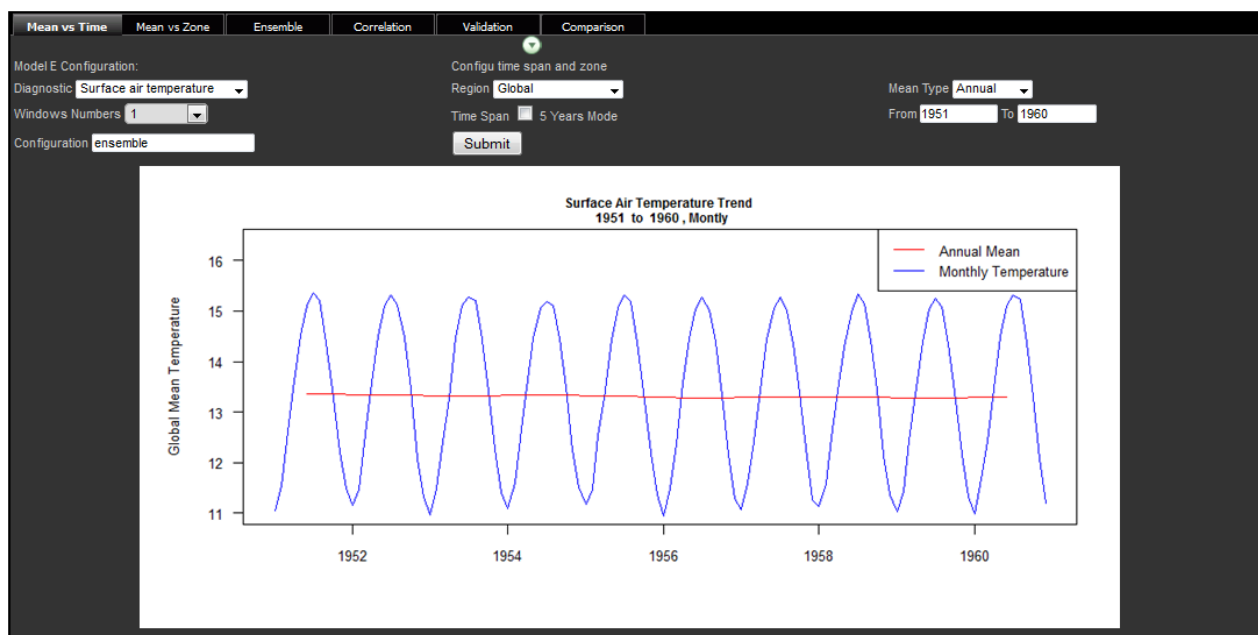 Mean vs Time Mean vs Zone Ensemble Correlation Validation Comparison
Model E Configuration: Configu time span and zone
Diagnostic Surface air temperature Region Global Mean Type Annual
Windows Numbers 1 Time Span 5 Years Mode From 1951 To 1960
Configuration ensemble Submit
Surface Air Temperature Trend
1951 to 1960 , Montly
Annual Mean
Monthly Temperature
Global Mean Temperature
16
15
14
13
12
11
1952 1954 1956 1958 1960